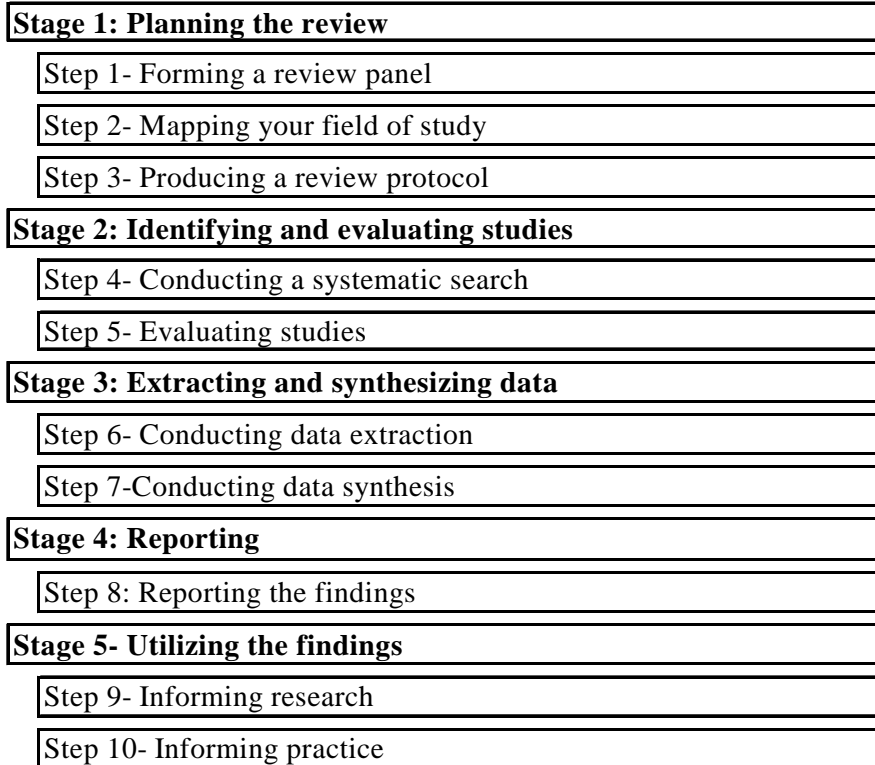 Stage 1: Planning the review
Step 1- Forming a review panel
Step 2- Mapping your field of study
Step 3- Producing a review protocol
Stage 2: Identifying and evaluating studies
Step 4- Conducting a systematic search
Step 5- Evaluating studies
Stage 3: Extracting and synthesizing data
Step 6- Conducting data extraction
Step 7-Conducting data synthesis
Stage 4: Reporting
Step 8: Reporting the findings
Stage 5- Utilizing the findings
Step 9- Informing research
Step 10- Informing practice